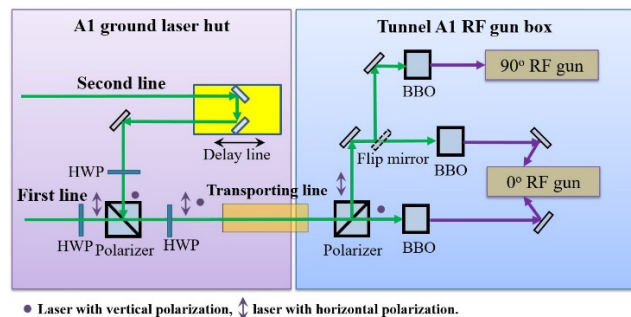 A1 ground laser hut
Tunnel A1 RF gun box
Second line
Delay line
HWP
First line
HWP
Polarizer
HWP
Transporting line
Polarizer
Flip mirror
BBO
90° RF gun
BBO
0° RF gun
BBO
Laser with vertical polarization, laser with horizontal polarization.